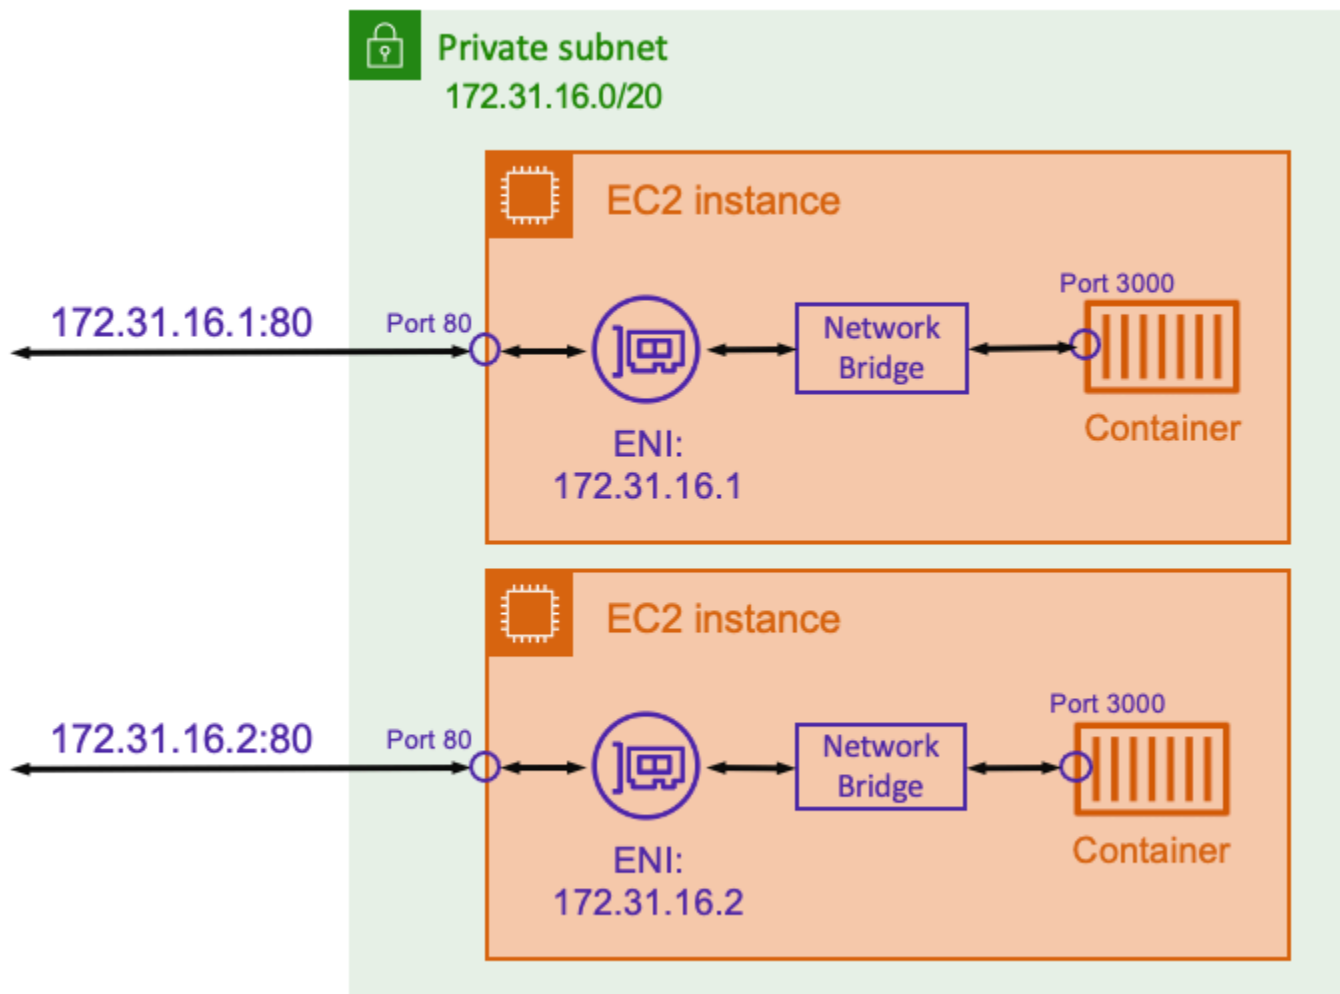 Private subnet
172.31.16.0/20
EC2 instance
Port 3000
172.31.16.1:80
Port 80
Network
Bridge
Container
ENI:
172.31.16.1
EC2 instance
Port 3000
172.31.16.2:80
Port 80
Network
Bridge
Container
ENI:
172.31.16.2